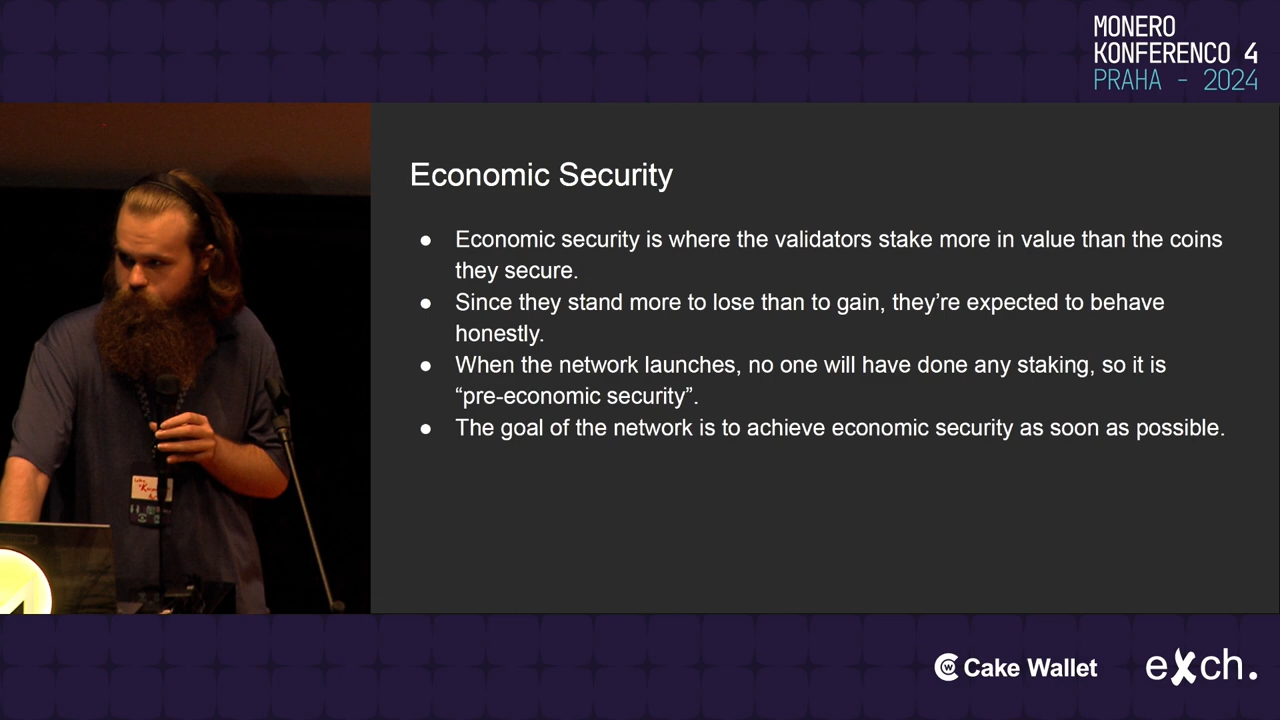 MONERO
KONFERENCO 4
PRAHA - 2024
Economic Security
● Economic security is where the validators stake more in value than the coins
they secure.
● Since they stand more to lose than to gain, they’re expected to behave
honestly.
● When the network launches, no one will have done any staking, so it is
“pre-economic security”.
● The goal of the network is to achieve economic security as soon as possible.
Cake Wallet
eXch.